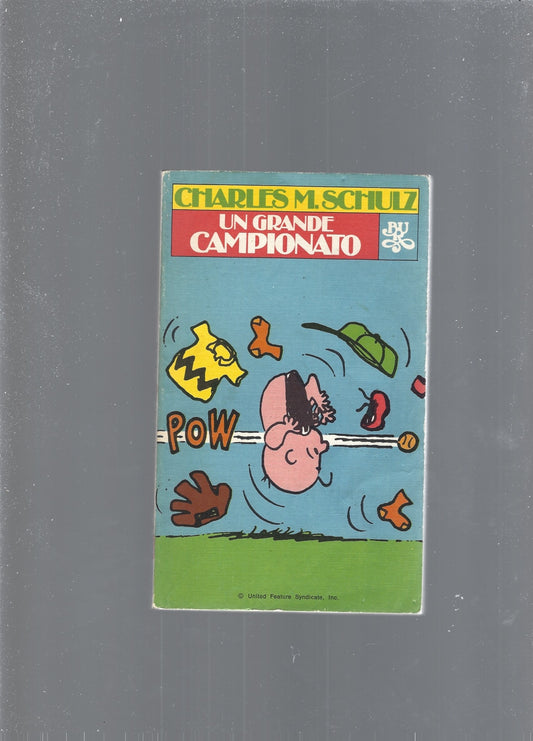 CHARLES M. SCHULZ
UN GRANDE
CAMPIONATO
BUR
POW
© United Feature Syndicate, Inc.